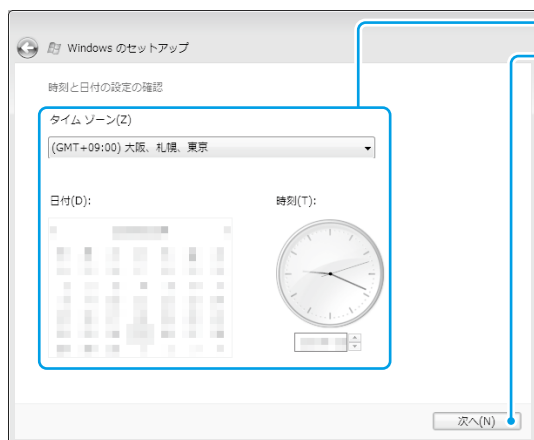 Windows のセットアップ
時刻と日付の設定の確認
タイム ゾーン(Z)
(GMT+09:00) 大阪、札幌、東京
日付(D):
時刻(T):
次へ(N)